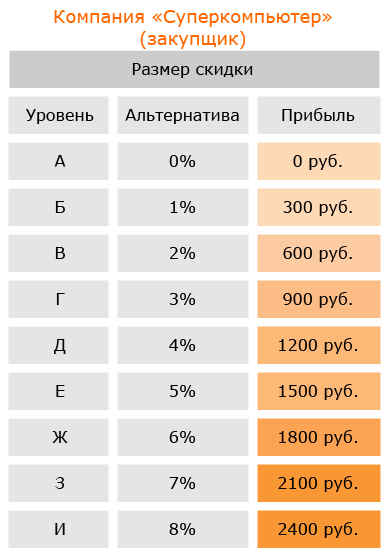 Компания «Суперкомпьютер»
(закупщик)
Размер скидки
Уровень Альтернатива Прибыль
А 0% 0 руб.
Б 1% 300 руб.
В 2% 600 руб.
Г 3% 900 руб.
Д 4% 1200 руб.
Е 5% 1500 руб.
Ж 6% 1800 руб.
З 7% 2100 руб.
И 8% 2400 руб.